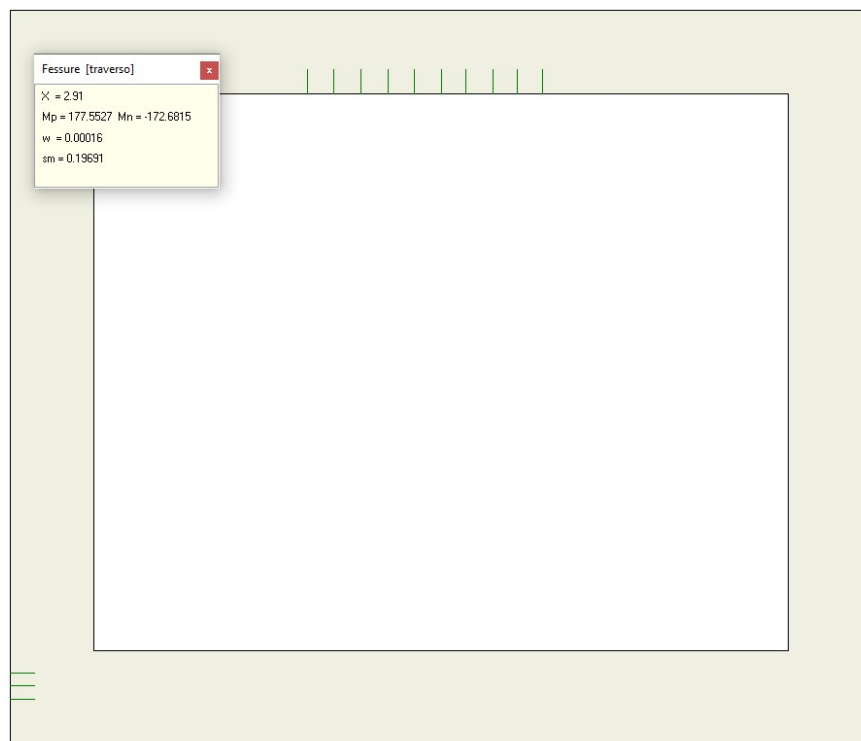 Fessure [traverso]
x
X = 2.91
Mp = 177.5527 Mn = -172.6815
w = 0.00016
sm = 0.19691